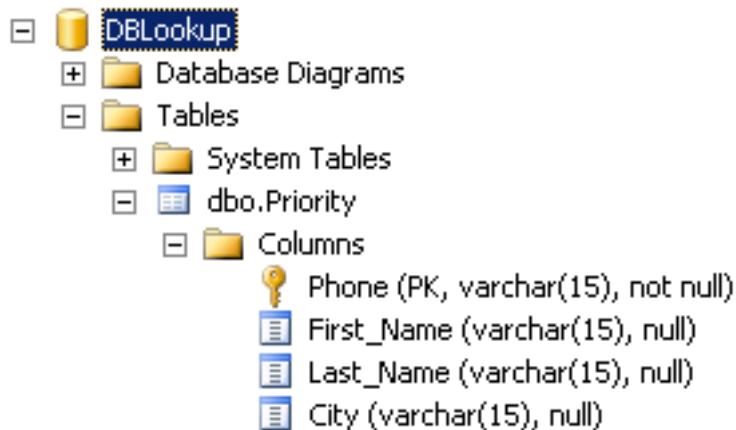 DBLookup
Database Diagrams
Tables
System Tables
dbo.Priority
Columns
Phone (PK, varchar(15), not null)
First_Name (varchar(15), null)
Last_Name (varchar(15), null)
City (varchar(15), null)